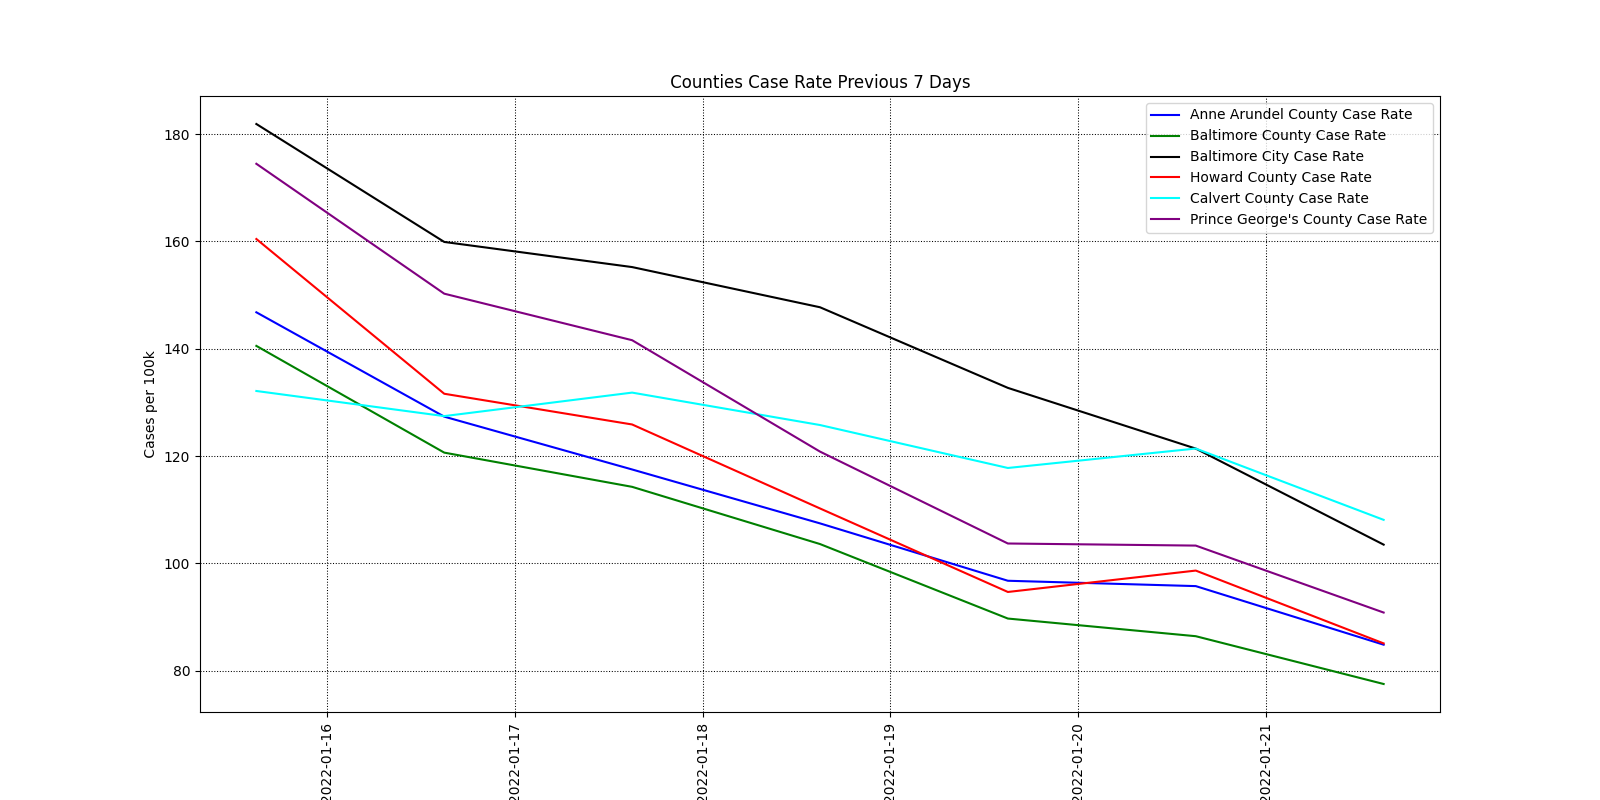 Counties Case Rate Previous 7 Days
Anne Arundel County Case Rate
Baltimore County Case Rate
Baltimore City Case Rate
Howard County Case Rate
Calvert County Case Rate
Prince George's County Case Rate
Cases per 100k
180
160
140
120
100
80
2022-01-16
2022-01-17
2022-01-18
2022-01-19
2022-01-20
2022-01-21